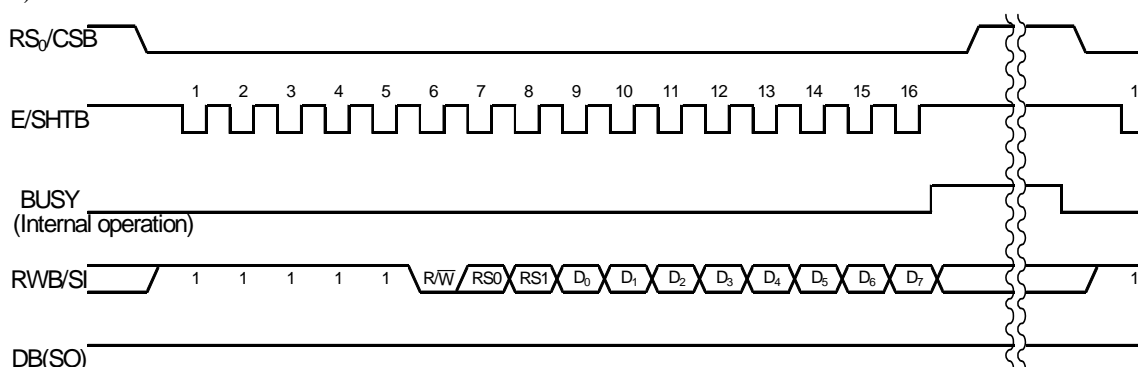 )
RS₀/CSB
1 2 3 4 5 6 7 8 9 10 11 12 13 14 15 16 1
E/SHTB
BUSY
(Internal operation)
RWB/SI 1 1 1 1 1 R/W̅ RS0 RS1 D₀ D₁ D₂ D₃ D₄ D₅ D₆ D₇ 1
DB(SO)